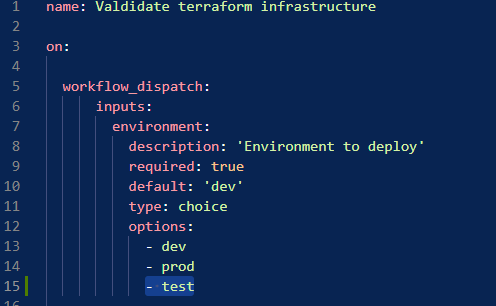 1 name: Valdidate terraform infrastructure
2
3 on:
4
5 workflow_dispatch:
6 inputs:
7 environment:
8 description: 'Environment to deploy'
9 required: true
10 default: 'dev'
11 type: choice
12 options:
13 - dev
14 - prod
15 - test